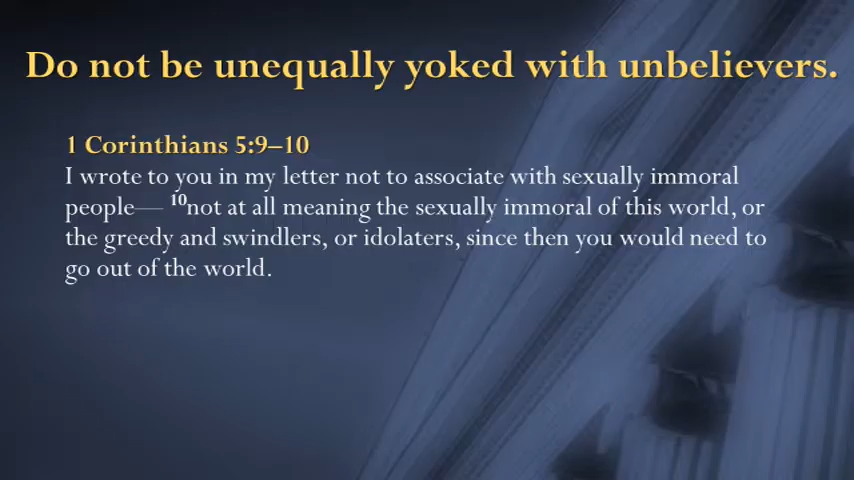 Do not be unequally yoked with unbelievers.
1 Corinthians 5:9–10
I wrote to you in my letter not to associate with sexually immoral
people— 10not at all meaning the sexually immoral of this world, or
the greedy and swindlers, or idolaters, since then you would need to
go out of the world.